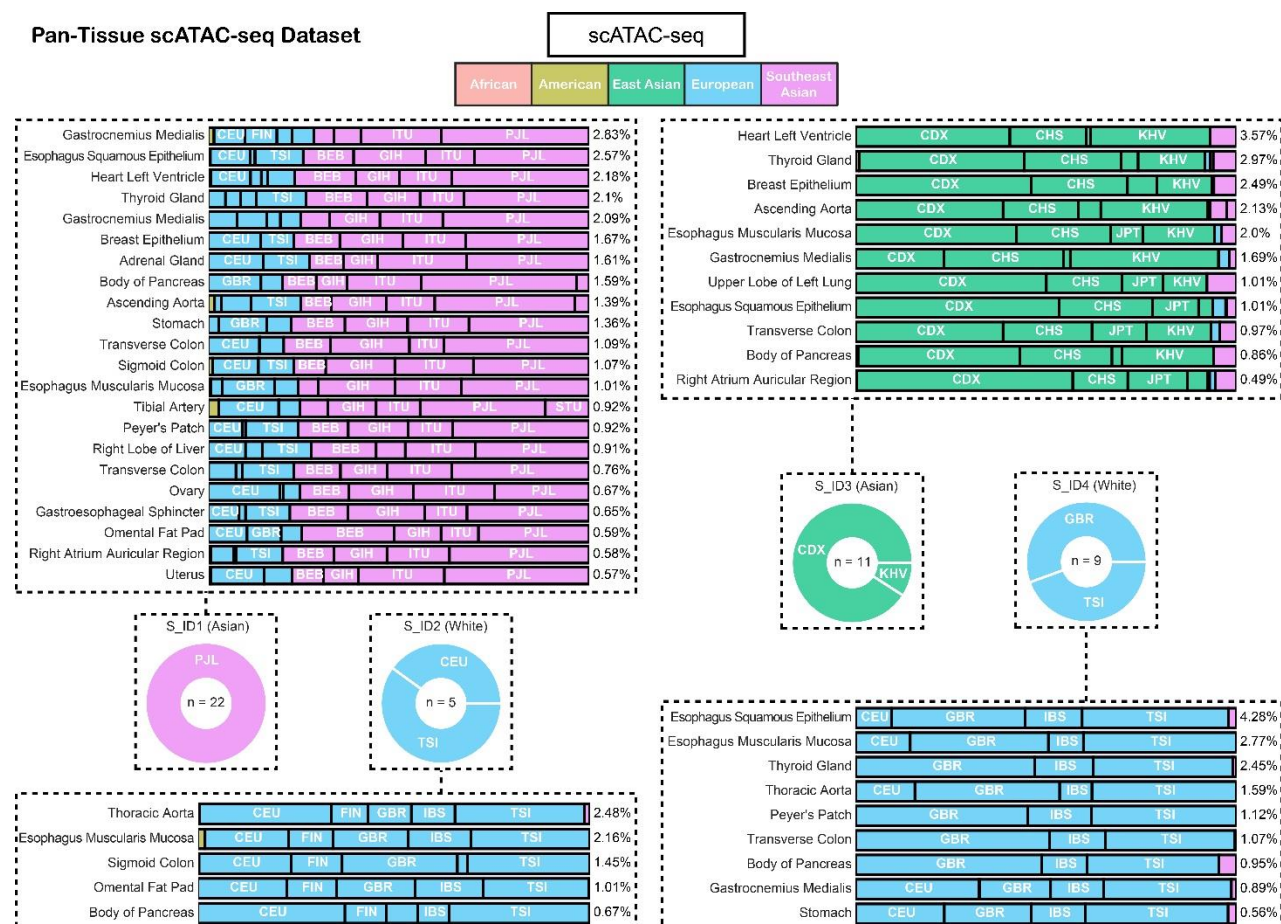 Pan-Tissue scATAC-seq Dataset
scATAC-seq
African American East Asian European Southeast Asian
Gastrocnemius Medialis CEU FIN ITU PJL 2.83%
Esophagus Squamous Epithelium CEU TSI BEB GIH ITU PJL 2.57%
Heart Left Ventricle CEU BEB GIH ITU PJL 2.18%
Thyroid Gland TSI BEB GIH ITU PJL 2.1%
Gastrocnemius Medialis GIH ITU PJL 2.09%
Breast Epithelium CEU TSI BEB GIH ITU PJL 1.67%
Adrenal Gland CEU TSI BEB GIH ITU PJL 1.61%
Body of Pancreas GBR BEB GIH ITU PJL 1.59%
Ascending Aorta TSI BEB GIH ITU PJL 1.39%
Stomach GBR BEB GIH ITU PJL 1.36%
Transverse Colon CEU BEB GIH ITU PJL 1.09%
Sigmoid Colon CEU TSI BEB GIH ITU PJL 1.07%
Esophagus Muscularis Mucosa GBR GIH ITU PJL 1.01%
Tibial Artery CEU GIH ITU PJL STU 0.92%
Peyer's Patch CEU TSI BEB GIH ITU PJL 0.92%
Right Lobe of Liver CEU TSI BEB ITU PJL 0.91%
Transverse Colon TSI BEB GIH ITU PJL 0.76%
Ovary CEU BEB GIH ITU PJL 0.67%
Gastroesophageal Sphincter CEU TSI BEB GIH ITU PJL 0.65%
Omental Fat Pad CEU GBR BEB GIH ITU PJL 0.59%
Right Atrium Auricular Region TSI BEB GIH ITU PJL 0.58%
Uterus CEU BEB GIH ITU PJL 0.57%
Heart Left Ventricle CDX CHS KHV 3.57%
Thyroid Gland CDX CHS KHV 2.97%
Breast Epithelium CDX CHS KHV 2.49%
Ascending Aorta CDX CHS KHV 2.13%
Esophagus Muscularis Mucosa CDX CHS JPT KHV 2.0%
Gastrocnemius Medialis CDX CHS KHV 1.69%
Upper Lobe of Left Lung CDX CHS JPT KHV 1.01%
Esophagus Squamous Epithelium CDX CHS JPT 1.01%
Transverse Colon CDX CHS JPT KHV 0.97%
Body of Pancreas CDX CHS KHV 0.86%
Right Atrium Auricular Region CDX CHS JPT 0.49%
S_ID1 (Asian)
PJL
n = 22
S_ID2 (White)
CEU
n = 5
TSI
S_ID3 (Asian)
CDX
n = 11
KHV
S_ID4 (White)
GBR
n = 9
TSI
Thoracic Aorta CEU FIN GBR IBS TSI 2.48%
Esophagus Muscularis Mucosa CEU FIN GBR IBS TSI 2.16%
Sigmoid Colon CEU FIN GBR TSI 1.45%
Omental Fat Pad CEU FIN GBR IBS TSI 1.01%
Body of Pancreas CEU FIN IBS TSI 0.67%
Esophagus Squamous Epithelium CEU GBR IBS TSI 4.28%
Esophagus Muscularis Mucosa CEU GBR IBS TSI 2.77%
Thyroid Gland GBR IBS TSI 2.45%
Thoracic Aorta CEU GBR IBS TSI 1.59%
Peyer's Patch GBR IBS TSI 1.12%
Transverse Colon GBR IBS TSI 1.07%
Body of Pancreas GBR IBS TSI 0.95%
Gastrocnemius Medialis CEU GBR IBS TSI 0.89%
Stomach CEU GBR IBS TSI 0.56%